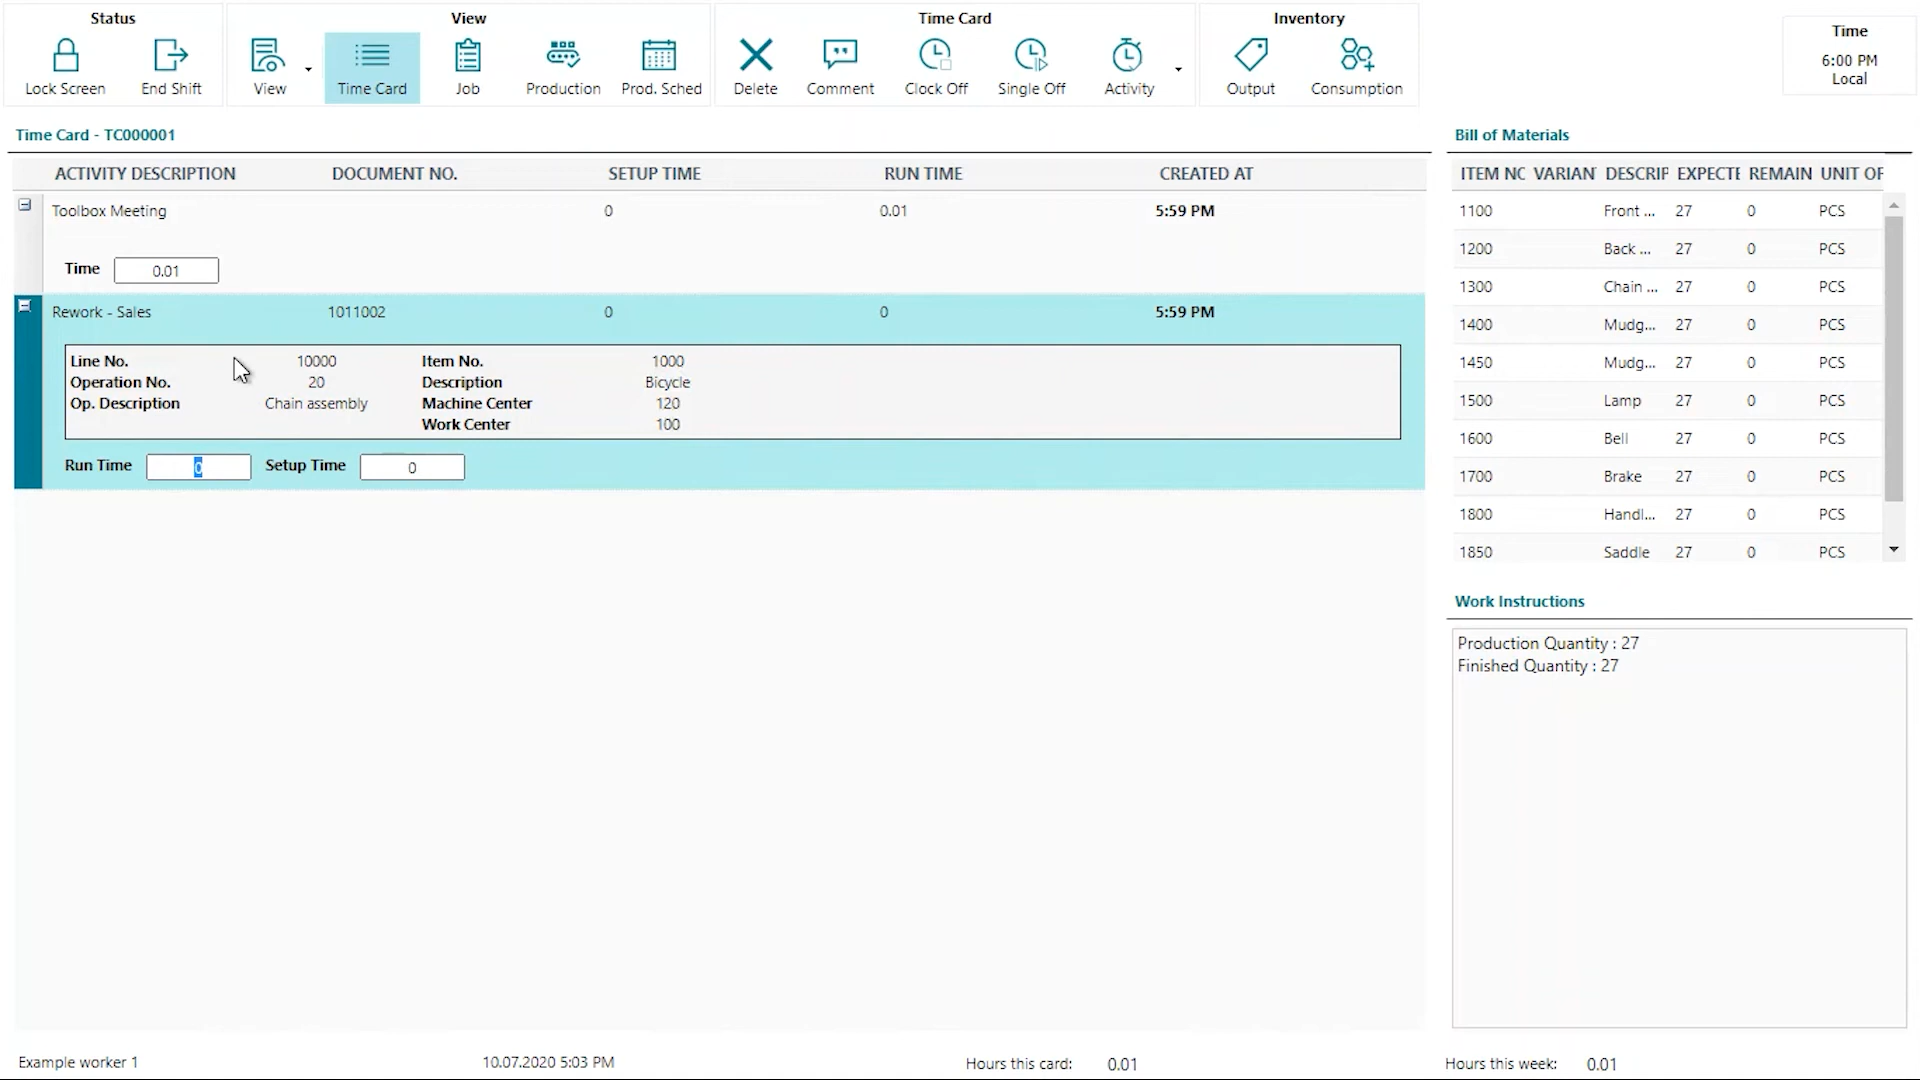 Status
Lock Screen End Shift
View
View Time Card Job Production Prod. Sched
Time Card
Delete Comment Clock Off Single Off Activity
Inventory
Output Consumption
Time
6:00 PM
Local
Time Card - TC000001
ACTIVITY DESCRIPTION DOCUMENT NO. SETUP TIME RUN TIME CREATED AT
Toolbox Meeting 0 0.01 5:59 PM
Time 0.01
Rework - Sales 1011002 0 0 5:59 PM
Line No. 10000 Item No. 1000
Operation No. 20 Description Bicycle
Op. Description Chain assembly Machine Center 120
Work Center 100
Run Time 0 Setup Time 0
Bill of Materials
ITEM NO VARIAN DESCRIP EXPECTE REMAIN UNIT OF
1100 Front ... 27 0 PCS
1200 Back ... 27 0 PCS
1300 Chain ... 27 0 PCS
1400 Mudg... 27 0 PCS
1450 Mudg... 27 0 PCS
1500 Lamp 27 0 PCS
1600 Bell 27 0 PCS
1700 Brake 27 0 PCS
1800 Handl... 27 0 PCS
1850 Saddle 27 0 PCS
Work Instructions
Production Quantity : 27
Finished Quantity : 27
Example worker 1 10.07.2020 5:03 PM Hours this card: 0.01 Hours this week: 0.01